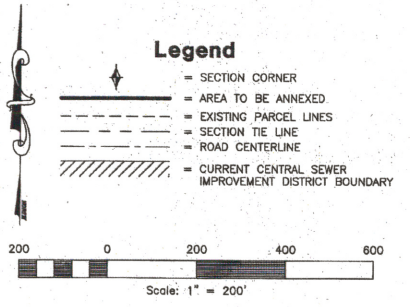 Legend
= SECTION CORNER
= AREA TO BE ANNEXED
= EXISTING PARCEL LINES
= SECTION TIE LINE
= ROAD CENTERLINE
= CURRENT CENTRAL SEWER
IMPROVEMENT DISTRICT BOUNDARY
200 0 200 400 600
Scale: 1" = 200'